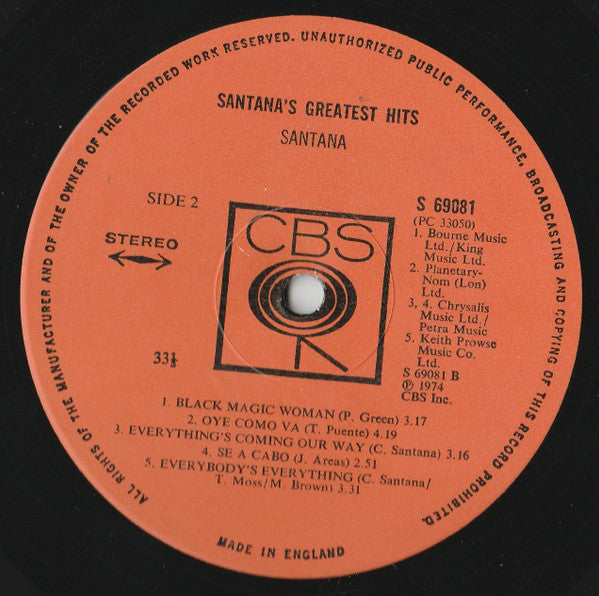 ALL RIGHTS OF THE MANUFACTURER AND OF THE OWNER OF THE RECORDED WORK RESERVED. UNAUTHORIZED PUBLIC PERFORMANCE, BROADCASTING AND COPYING OF THIS RECORD PROHIBITED.
SANTANA'S GREATEST HITS
SANTANA
SIDE 2
STEREO
33⅓
CBS
S 69081
(PC 33050)
1. Bourne Music
Ltd./King
Music Ltd.
2. Planetary-
Nom (Lon)
Ltd.
3, 4. Chrysalis
Music Ltd./
Petra Music
5. Keith Prowse
Music Co.
Ltd.
S 69081 B
℗ 1974
CBS Inc.
1. BLACK MAGIC WOMAN (P. Green) 3.17
2. OYE COMO VA (T. Puente) 4.19
3. EVERYTHING'S COMING OUR WAY (C. Santana) 3.16
4. SE A CABO (J. Areas) 2.51
5. EVERYBODY'S EVERYTHING (C. Santana/
T. Moss/M. Brown) 3.31
MADE IN ENGLAND